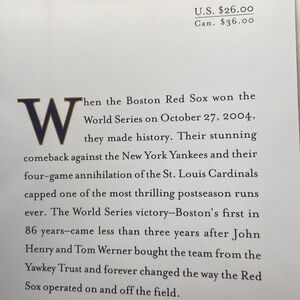 U.S. $26.00
Can. $36.00
When the Boston Red Sox won the
World Series on October 27, 2004,
they made history. Their stunning
comeback against the New York Yankees and their
four-game annihilation of the St. Louis Cardinals
capped one of the most thrilling postseason runs
ever. The World Series victory—Boston's first in
86 years—came less than three years after John
Henry and Tom Werner bought the team from the
Yawkey Trust and forever changed the way the Red
Sox operated on and off the field.